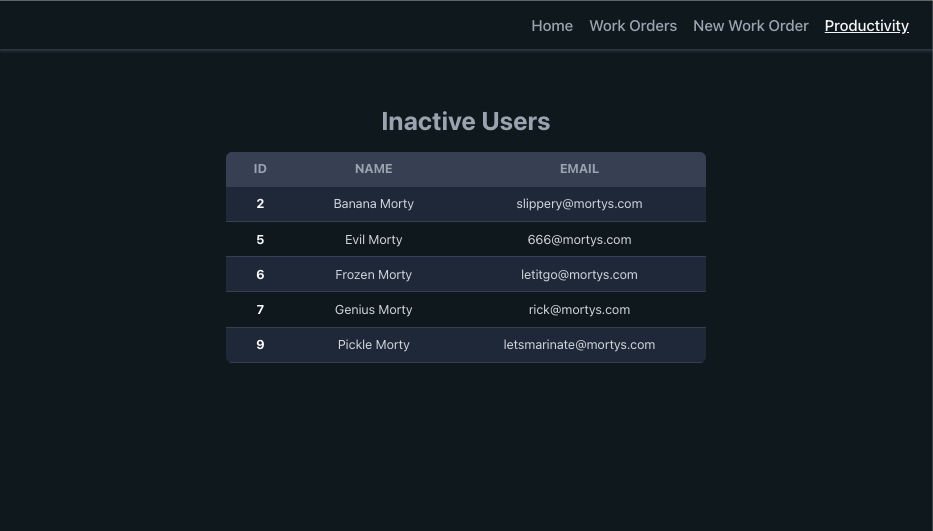 Home Work Orders New Work Order Productivity
Inactive Users
ID NAME EMAIL
2 Banana Morty slippery@mortys.com
5 Evil Morty 666@mortys.com
6 Frozen Morty letitgo@mortys.com
7 Genius Morty rick@mortys.com
9 Pickle Morty letsmarinate@mortys.com